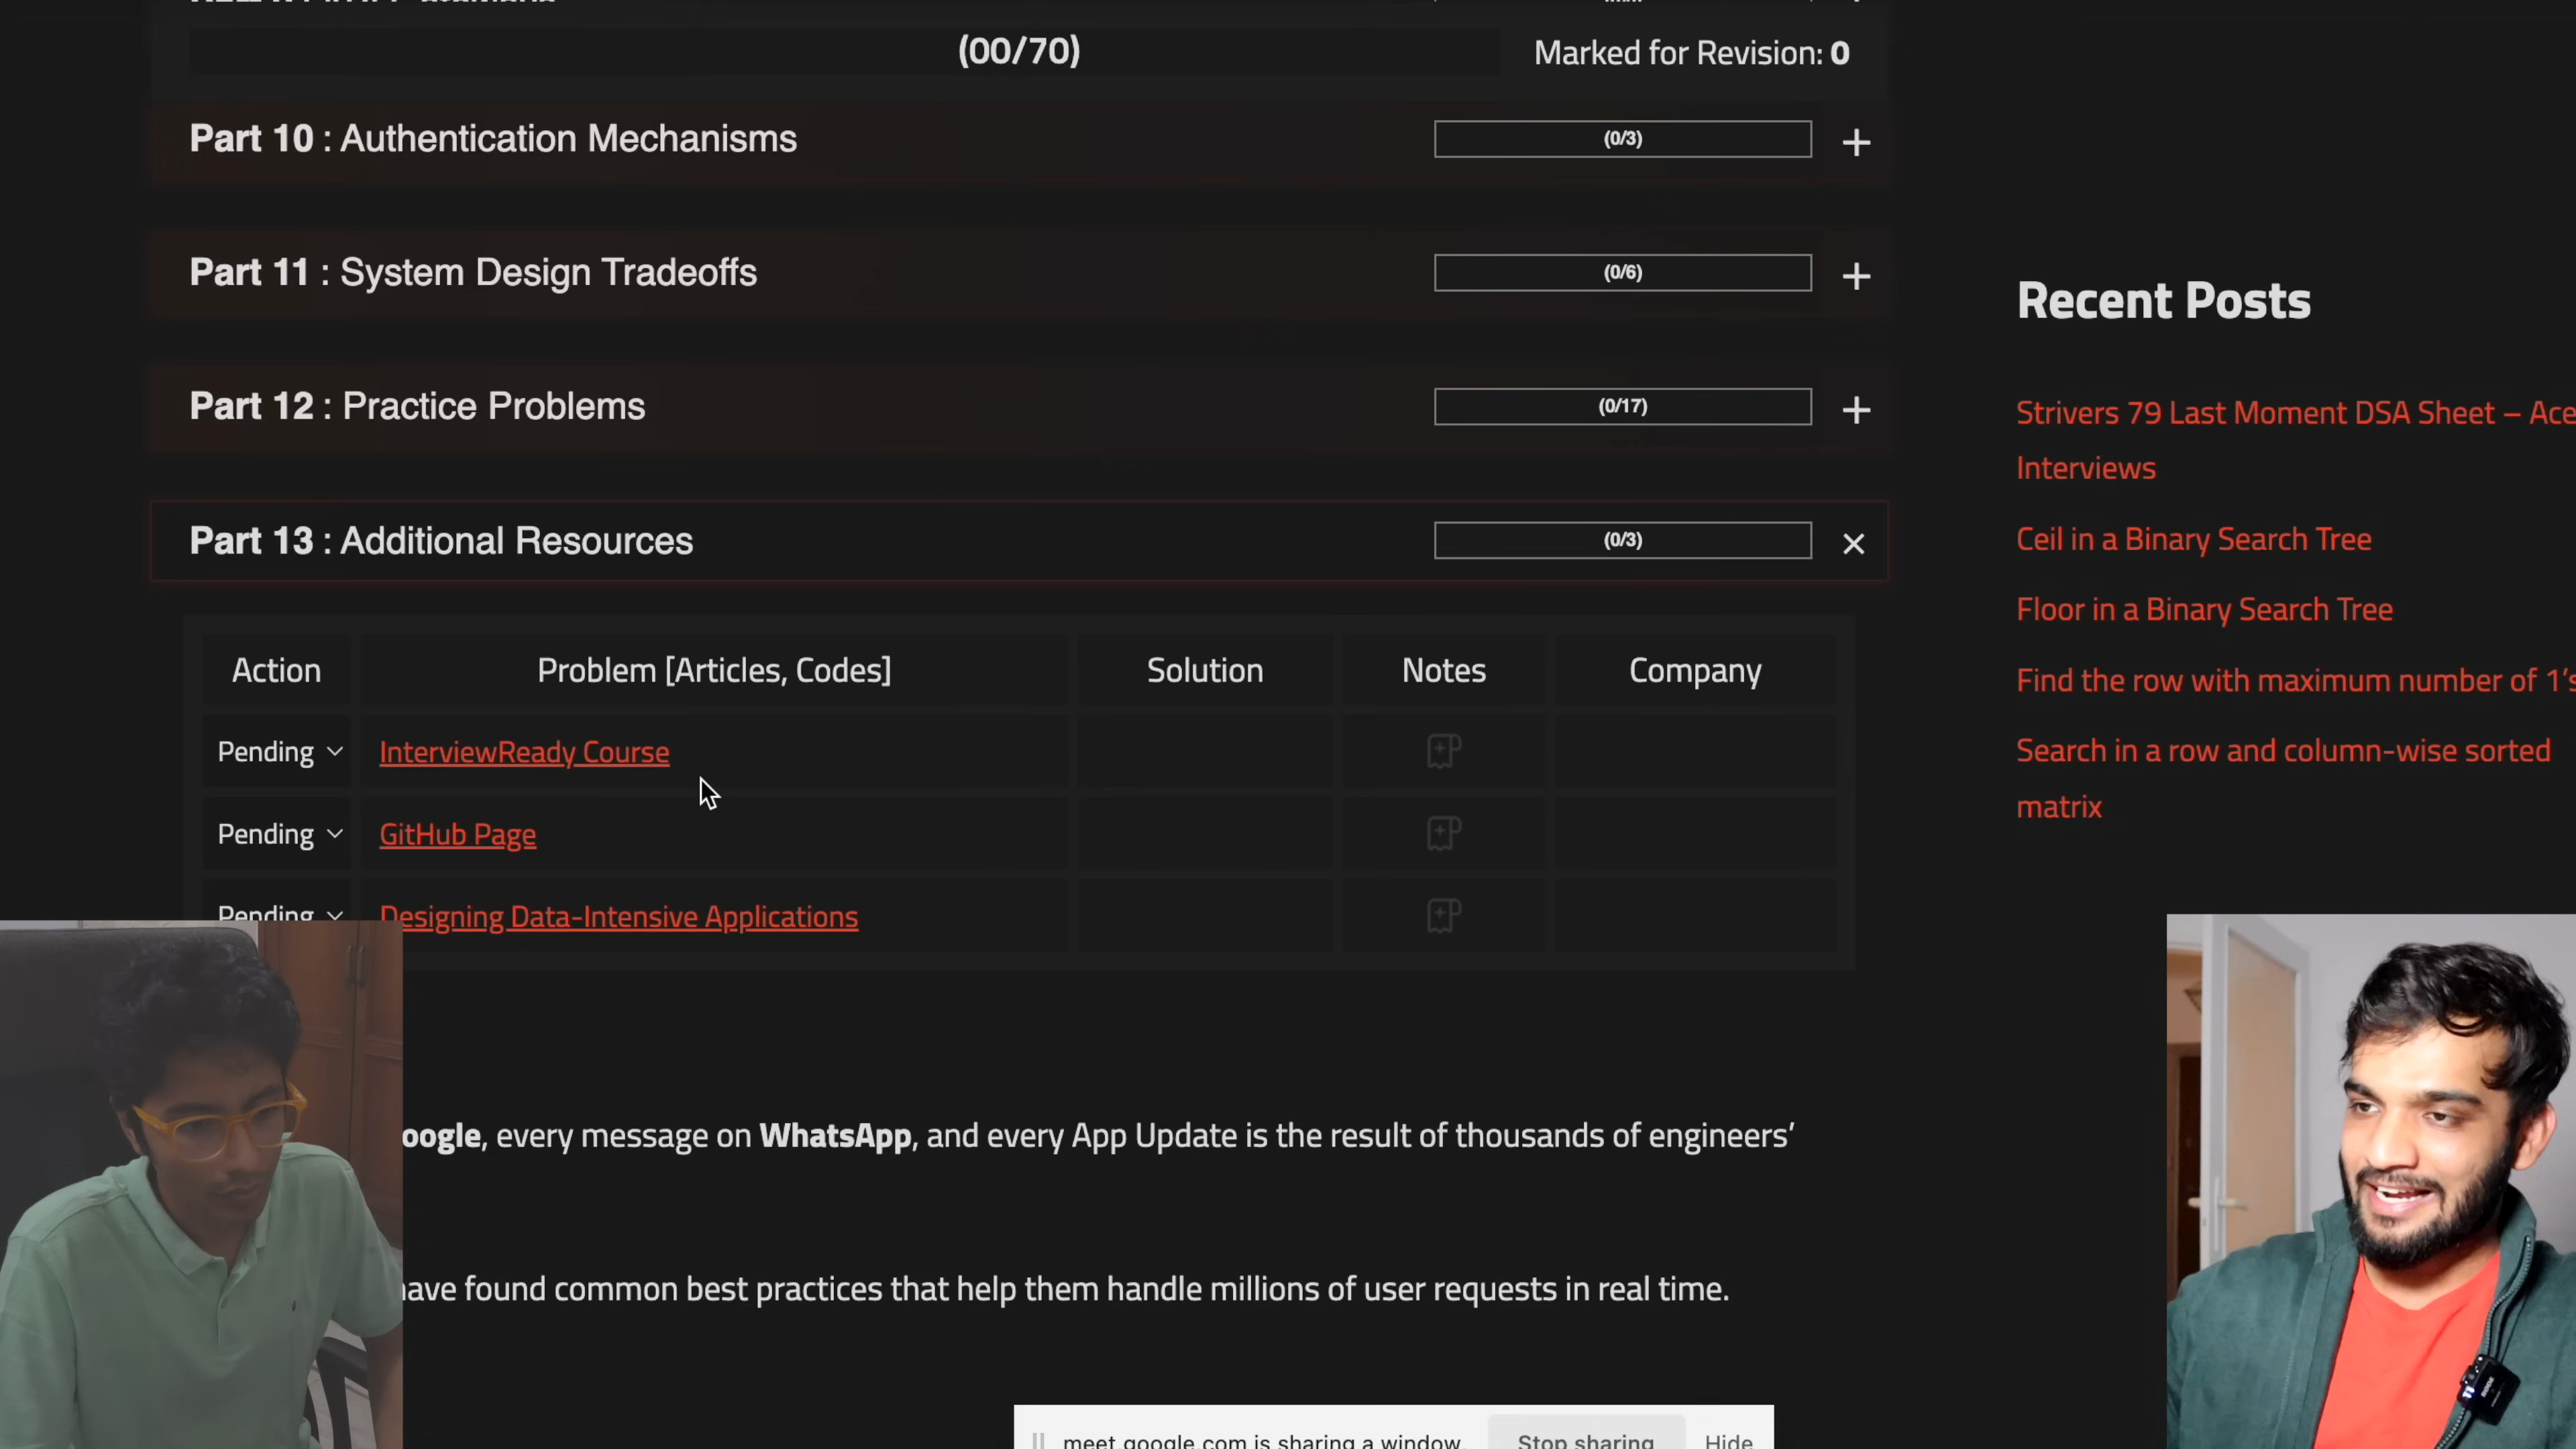 (00/70)
Marked for Revision: 0
Part 10 : Authentication Mechanisms
(0/3)
Part 11 : System Design Tradeoffs
(0/6)
Part 12 : Practice Problems
(0/17)
Part 13 : Additional Resources
(0/3)
Action Problem [Articles, Codes] Solution Notes Company
Pending InterviewReady Course
Pending GitHub Page
Pending Designing Data-Intensive Applications
oogle, every message on WhatsApp, and every App Update is the result of thousands of engineers’
have found common best practices that help them handle millions of user requests in real time.
Recent Posts
Strivers 79 Last Moment DSA Sheet – Ace
Interviews
Ceil in a Binary Search Tree
Floor in a Binary Search Tree
Find the row with maximum number of 1’s
Search in a row and column-wise sorted
matrix
meet.google.com is sharing a window. Stop sharing Hide